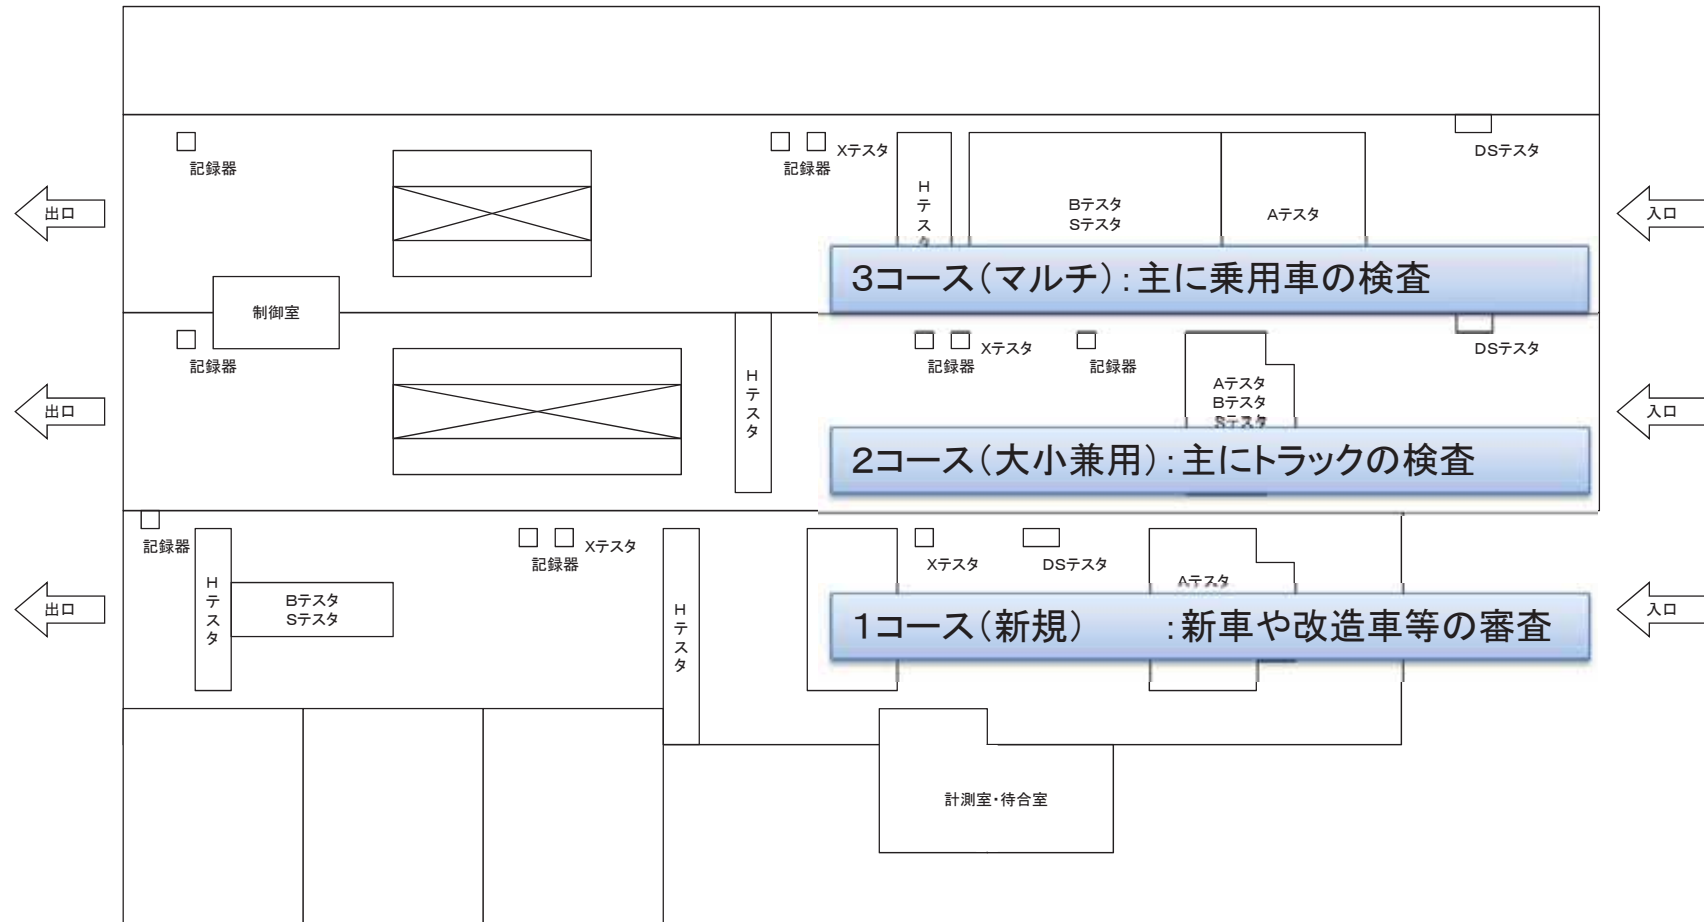 記録器
記録器
Xテスタ
Hテスタ
Bテスタ
Sテスタ
Aテスタ
DSテスタ
出口
入口
3コース(マルチ):主に乗用車の検査
制御室
記録器
Hテスタ
記録器
Xテスタ
記録器
Aテスタ
Bテスタ
Sテスタ
DSテスタ
出口
入口
2コース(大小兼用):主にトラックの検査
記録器
Hテスタ
Bテスタ
Sテスタ
記録器
Xテスタ
Hテスタ
Xテスタ
DSテスタ
Aテスタ
出口
入口
1コース(新規) :新車や改造車等の審査
計測室・待合室